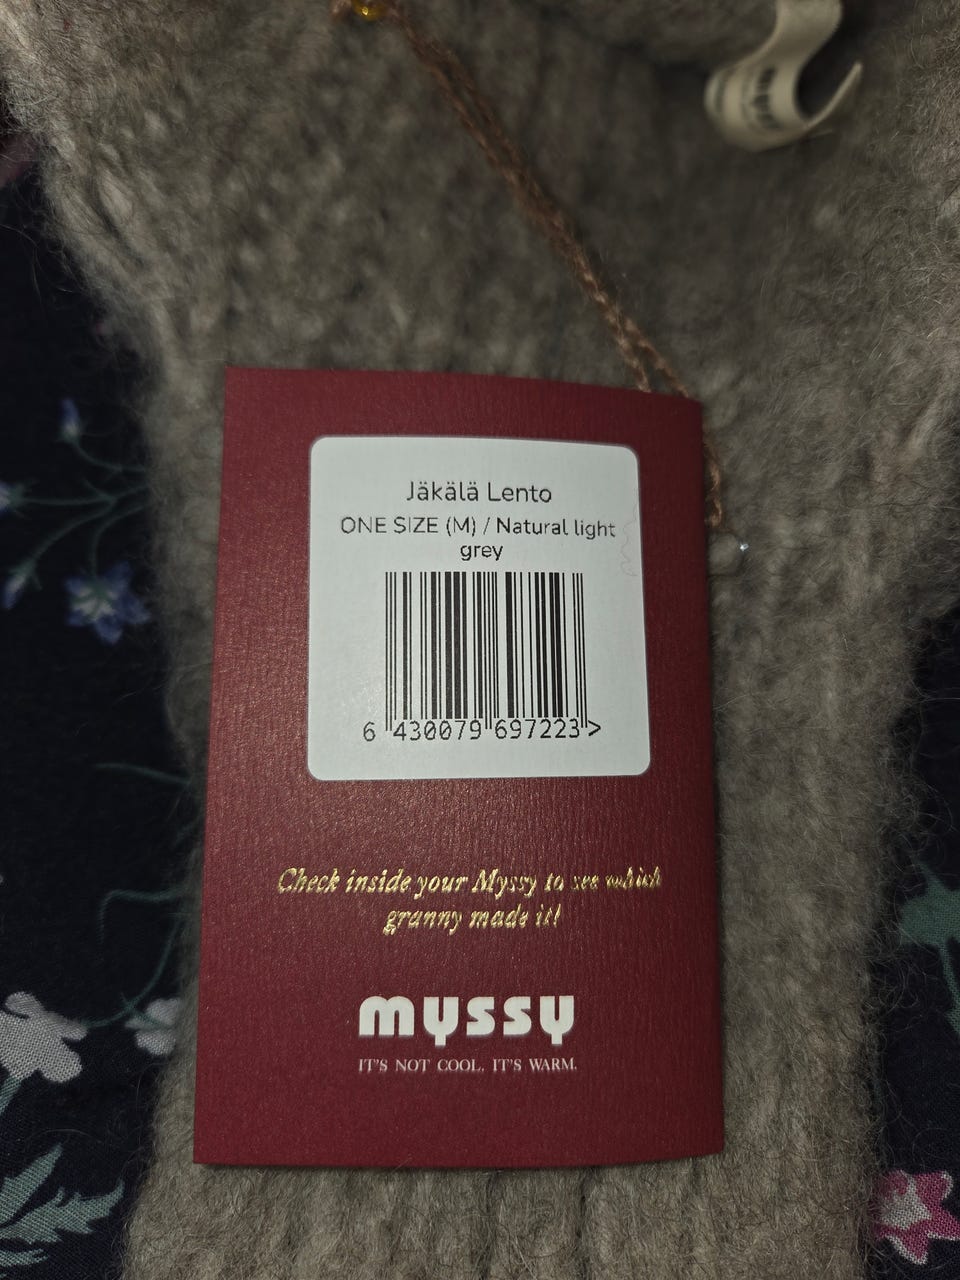 Jäkälä Lento
ONE SIZE (M) / Natural light
grey
6 430079 697223 >
Check inside your Myssy to see which
granny made it!
myssy
IT'S NOT COOL. IT'S WARM.